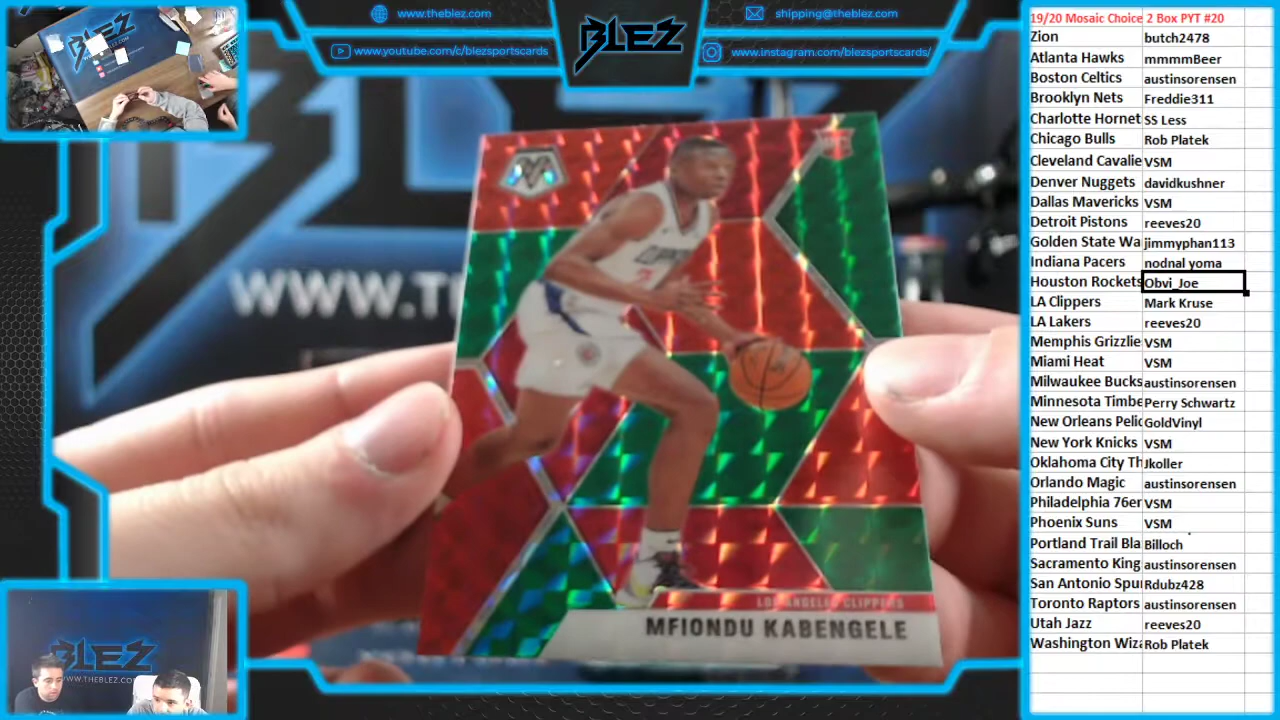 www.theblez.com
shipping@theblez.com
BLEZ
www.youtube.com/c/blezsportscards
www.instagram.com/blezsportscards/
WWW.T
LOS ANGELES CLIPPERS
MFIONDU KABENGELE
BLEZ
WWW.THEBLEZ.COM
19/20 Mosaic Choice 2 Box PYT #20
Zion butch2478
Atlanta Hawks mmmmBeer
Boston Celtics austinsorensen
Brooklyn Nets Freddie311
Charlotte Hornet SS Less
Chicago Bulls Rob Platek
Cleveland Cavalie VSM
Denver Nuggets davidkushner
Dallas Mavericks VSM
Detroit Pistons reeves20
Golden State Wa jimmyphan113
Indiana Pacers nodnal yoma
Houston Rockets Obvi_Joe
LA Clippers Mark Kruse
LA Lakers reeves20
Memphis Grizzlie VSM
Miami Heat VSM
Milwaukee Bucks austinsorensen
Minnesota Timbe Perry Schwartz
New Orleans Pelic GoldVinyl
New York Knicks VSM
Oklahoma City Th Jkoller
Orlando Magic austinsorensen
Philadelphia 76er VSM
Phoenix Suns VSM
Portland Trail Bla Billoch
Sacramento King austinsorensen
San Antonio Spu Rdubz428
Toronto Raptors austinsorensen
Utah Jazz reeves20
Washington Wiza Rob Platek